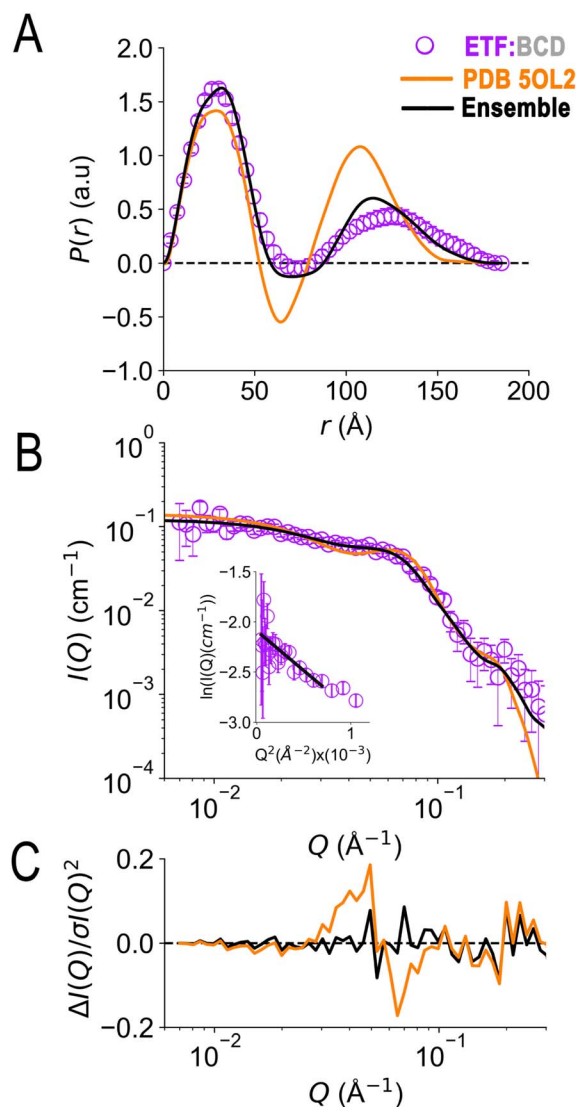 A
ETF:BCD
PDB 5OL2
Ensemble
P(r) (a.u)
2.0
1.5
1.0
0.5
0.0
−0.5
−1.0
0 50 100 150 200
r (Å)
B
I(Q) (cm⁻¹)
10⁰
10⁻¹
10⁻²
10⁻³
10⁻⁴
ln(I(Q)(cm⁻¹))
−1.5
−2.0
−2.5
−3.0
0 1
Q²(Å⁻²)x(10⁻³)
10⁻² 10⁻¹
Q (Å⁻¹)
C
ΔI(Q)/σI(Q)²
0.2
0.0
−0.2
10⁻² 10⁻¹
Q (Å⁻¹)